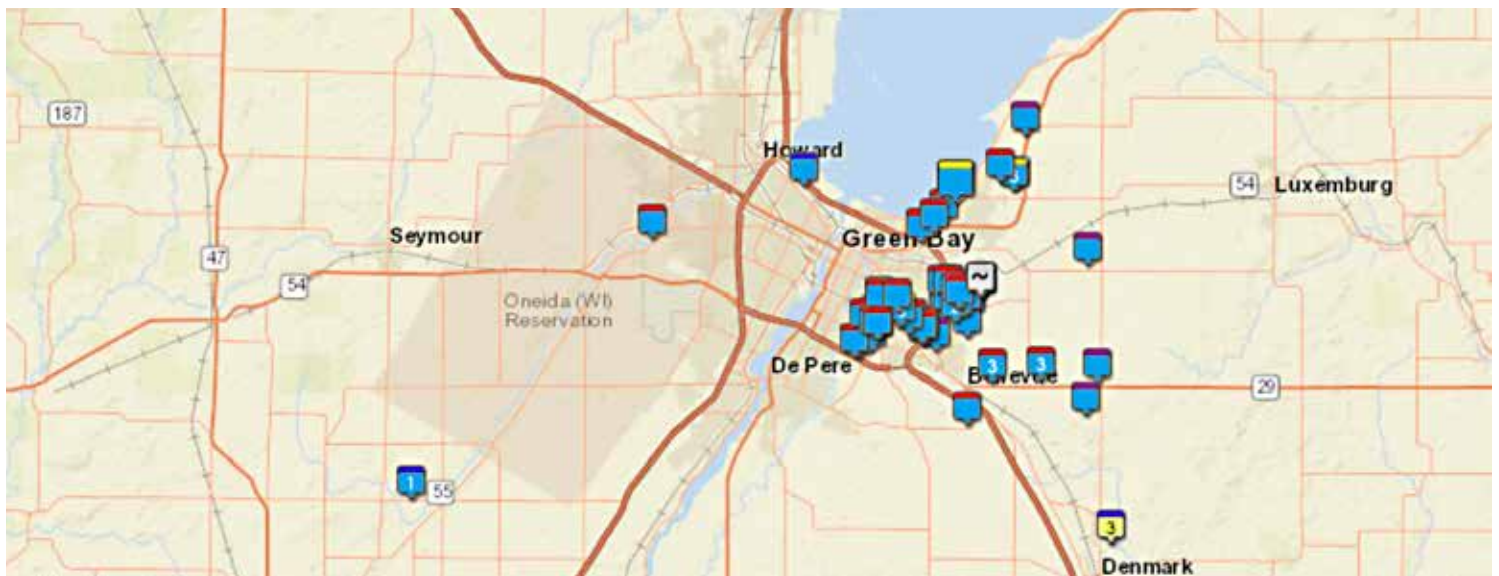 187
Howard
54
Luxemburg
Seymour
Green Bay
47
54
~
Oneida (WI)
Reservation
De Pere
3
3
Bellevue
29
1
55
3
Denmark